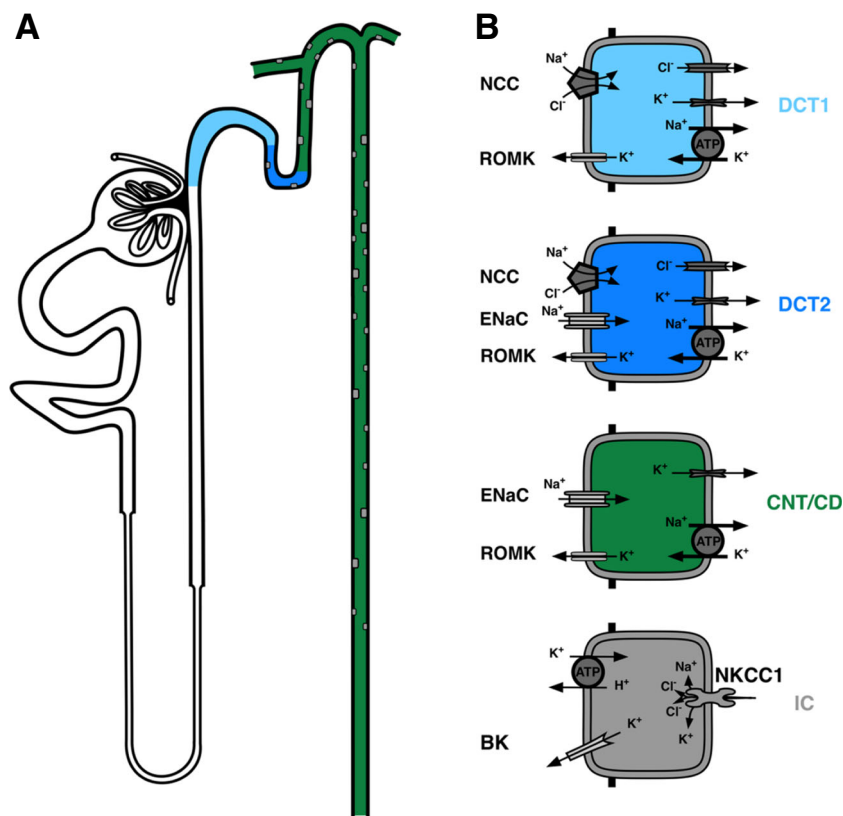 A
B
Na⁺
Cl⁻
NCC
K⁺
DCT1
Cl⁻
Na⁺
ATP
ROMK
K⁺
K⁺
Na⁺
NCC
Cl⁻
Cl⁻
K⁺
DCT2
ENaC
Na⁺
Na⁺
ATP
ROMK
K⁺
K⁺
K⁺
ENaC
Na⁺
CNT/CD
Na⁺
ATP
ROMK
K⁺
K⁺
K⁺
ATP
Na⁺
NKCC1
H⁺
Cl⁻
IC
Cl⁻
K⁺
BK
K⁺